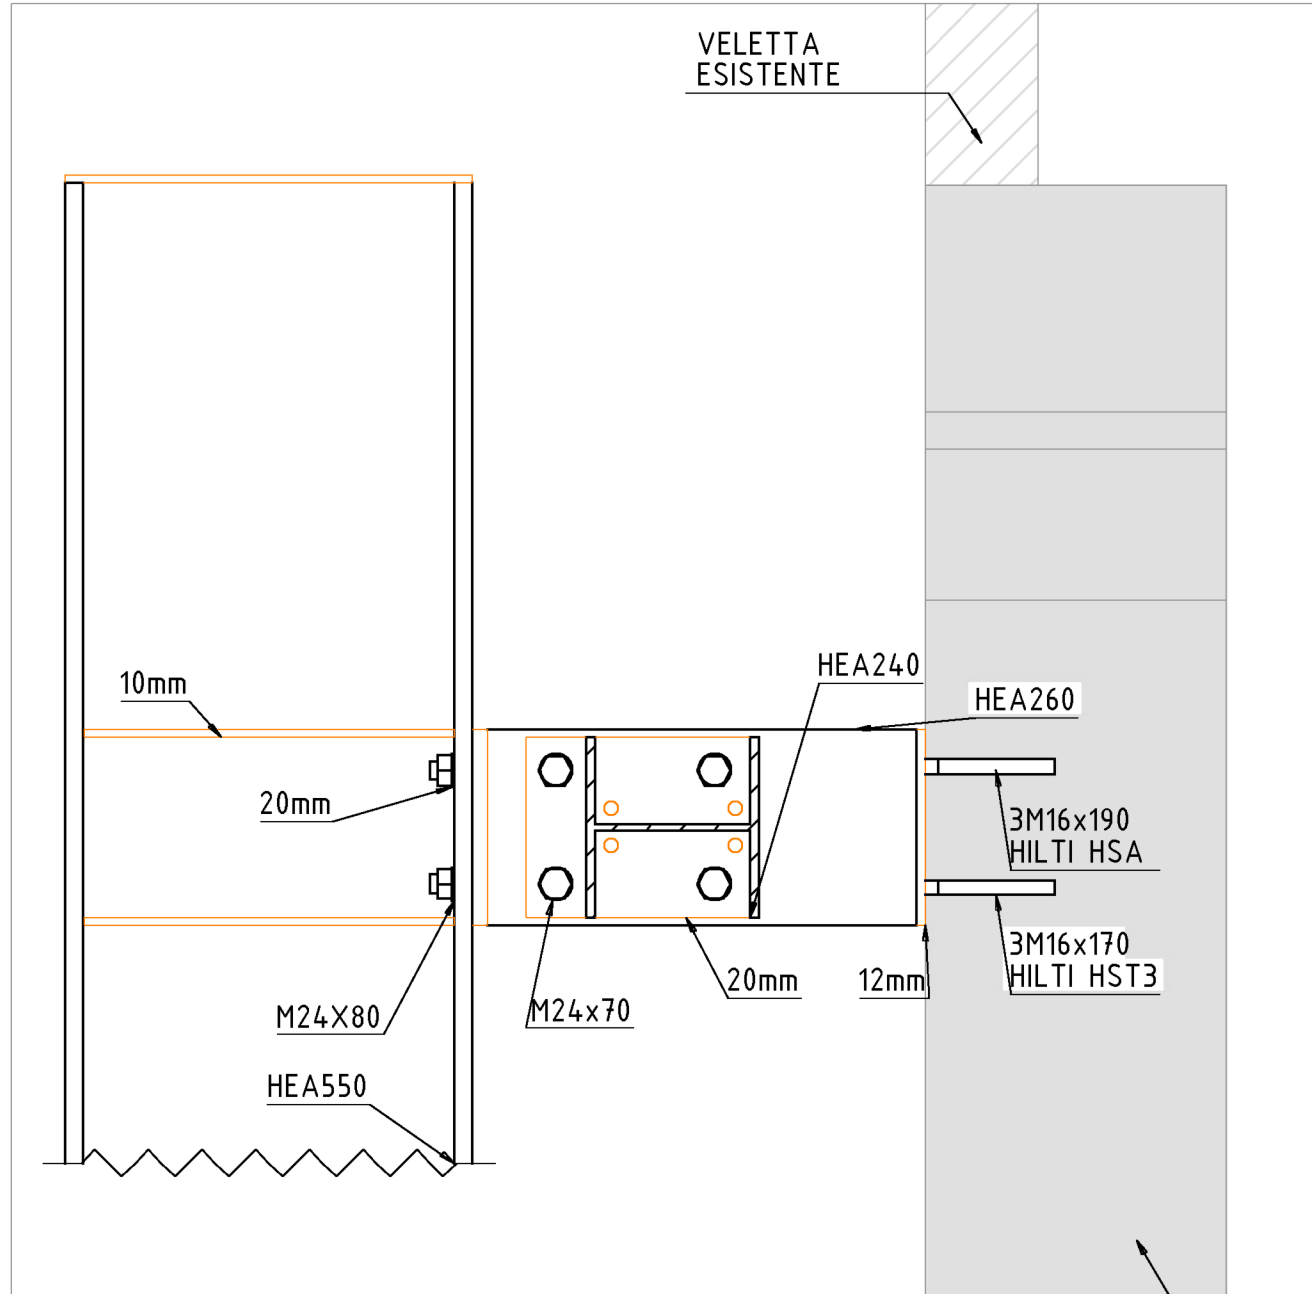 VELETTA
ESISTENTE
HEA240
10mm
HEA260
20mm
3M16x190
HILTI HSA
3M16x170
HILTI HST3
20mm
12mm
M24X80
M24x70
HEA550